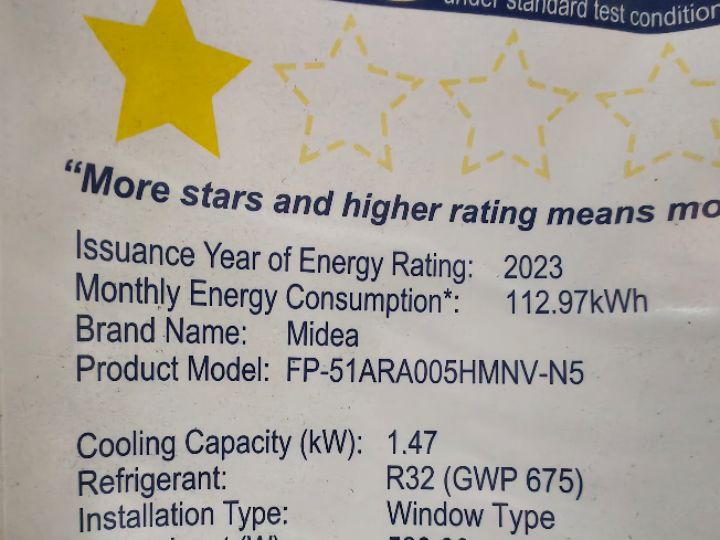 under standard test condition
“More stars and higher rating means mo
Issuance Year of Energy Rating: 2023
Monthly Energy Consumption*: 112.97kWh
Brand Name: Midea
Product Model: FP-51ARA005HMNV-N5
Cooling Capacity (kW): 1.47
Refrigerant: R32 (GWP 675)
Installation Type: Window Type